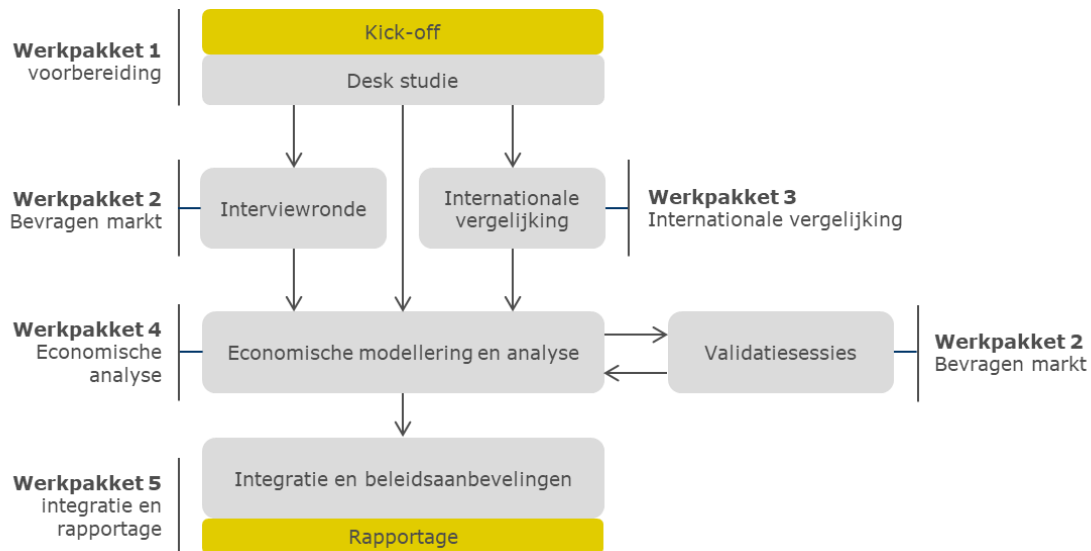 Kick-off
Werkpakket 1
voorbereiding
Desk studie
Werkpakket 2
Bevragen markt
Interviewronde
Internationale
vergelijking
Werkpakket 3
Internationale vergelijking
Werkpakket 4
Economische
analyse
Economische modellering en analyse
Validatiesessies
Werkpakket 2
Bevragen markt
Werkpakket 5
integratie en
rapportage
Integratie en beleidsaanbevelingen
Rapportage